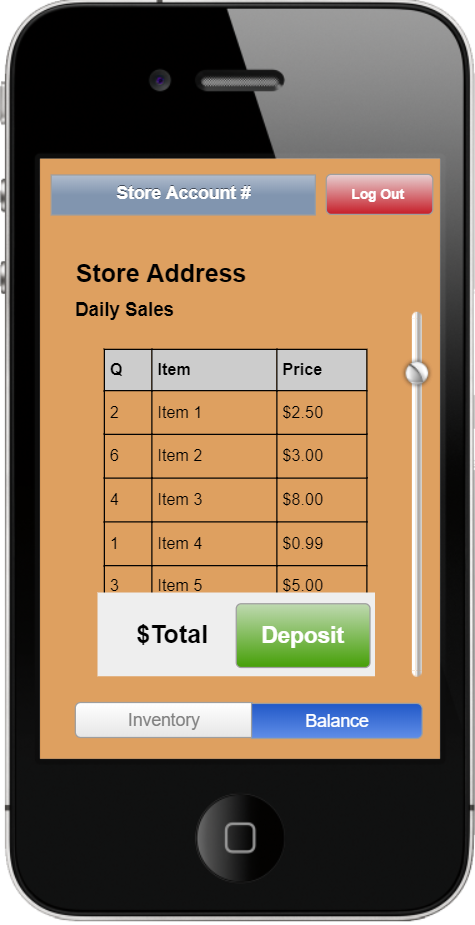 Store Account # Log Out
Store Address
Daily Sales
Q Item Price
2 Item 1 $2.50
6 Item 2 $3.00
4 Item 3 $8.00
1 Item 4 $0.99
3 Item 5 $5.00
$Total Deposit
Inventory Balance